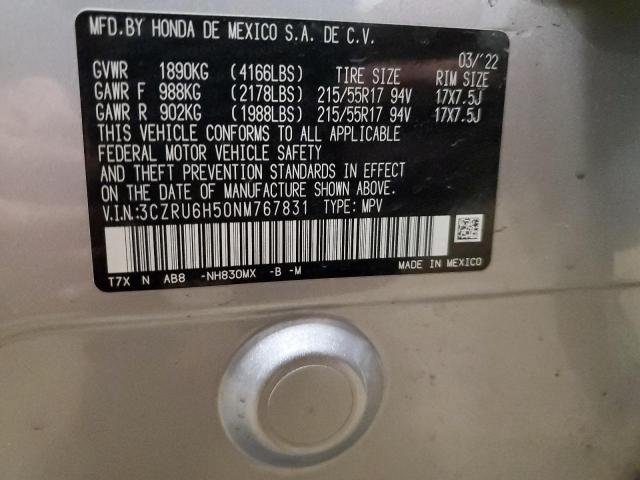 MFD.BY HONDA DE MEXICO S.A. DE C.V.
03/'22
GVWR 1890KG (4166LBS) TIRE SIZE RIM SIZE
GAWR F 988KG (2178LBS) 215/55R17 94V 17X7.5J
GAWR R 902KG (1988LBS) 215/55R17 94V 17X7.5J
THIS VEHICLE CONFORMS TO ALL APPLICABLE
FEDERAL MOTOR VEHICLE SAFETY
AND THEFT PREVENTION STANDARDS IN EFFECT
ON THE DATE OF MANUFACTURE SHOWN ABOVE.
V.I.N:3CZRU6H50NM767831 TYPE: MPV
T7X N AB8 -NH830MX -B -M MADE IN MEXICO